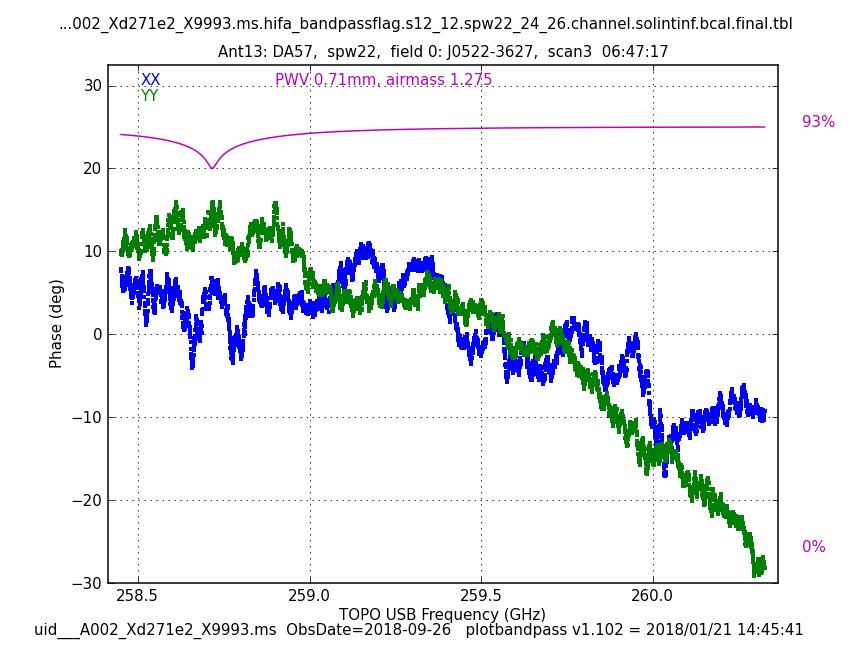 ...002_Xd271e2_X9993.ms.hifa_bandpassflag.s12_12.spw22_24_26.channel.solintinf.bcal.final.tbl
Ant13: DA57,  spw22,  field 0: J0522-3627,  scan3  06:47:17
XX
PWV 0.71mm, airmass 1.275
YY
93%
0%
30
20
10
0
−10
−20
−30
Phase (deg)
258.5
259.0
259.5
260.0
TOPO USB Frequency (GHz)
uid___A002_Xd271e2_X9993.ms  ObsDate=2018-09-26   plotbandpass v1.102 = 2018/01/21 14:45:41